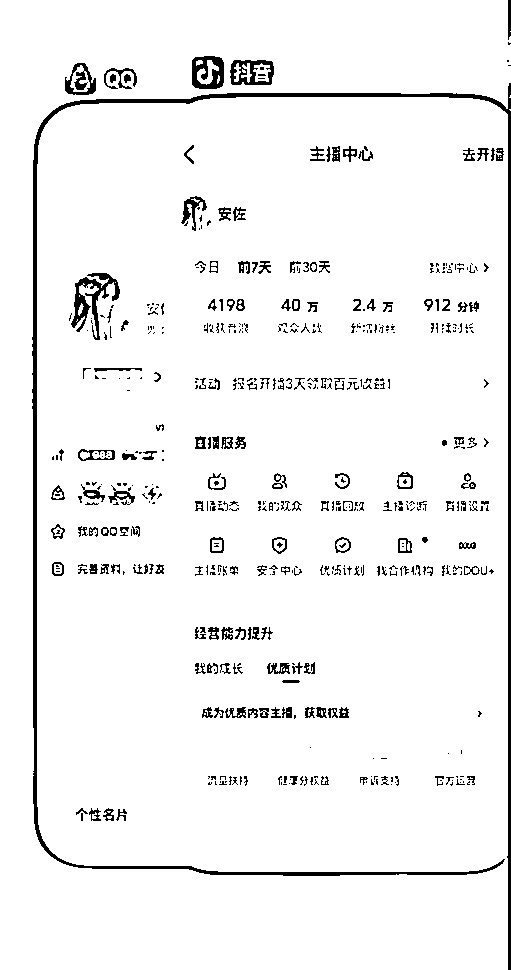 QQ 抖音
主播中心 去开播
安佐
今日 前7天 前30天 数据中心
4198 40 万 2.4 万 912 分钟
收获音浪 观众人数 新增粉丝 开播时长
活动 报名开播3天领取百元收益!
直播服务 更多
直播动态 我的观众 直播回放 主播诊断 直播设置
主播账单 安全中心 优质计划 找合作机构 我的DOU+
我的QQ空间
完善资料，让好友
经营能力提升
我的成长 优质计划
成为优质内容主播，获取权益
流量扶持 健康分权益 申诉支持 官方运营
个性名片